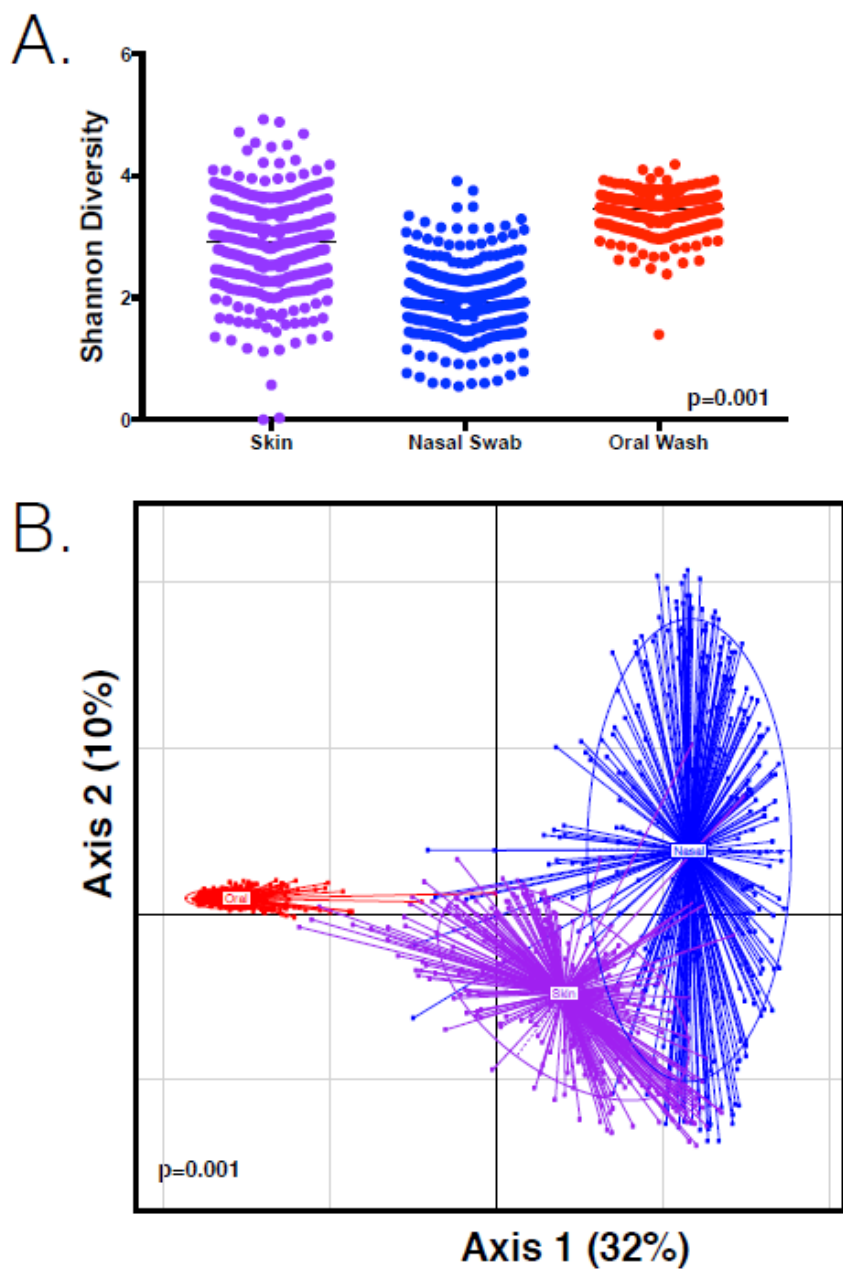 A.
6
4
2
0
Shannon Diversity
p=0.001
Skin Nasal Swab Oral Wash
B.
Axis 2 (10%)
Nasal
Oral
Skin
p=0.001
Axis 1 (32%)